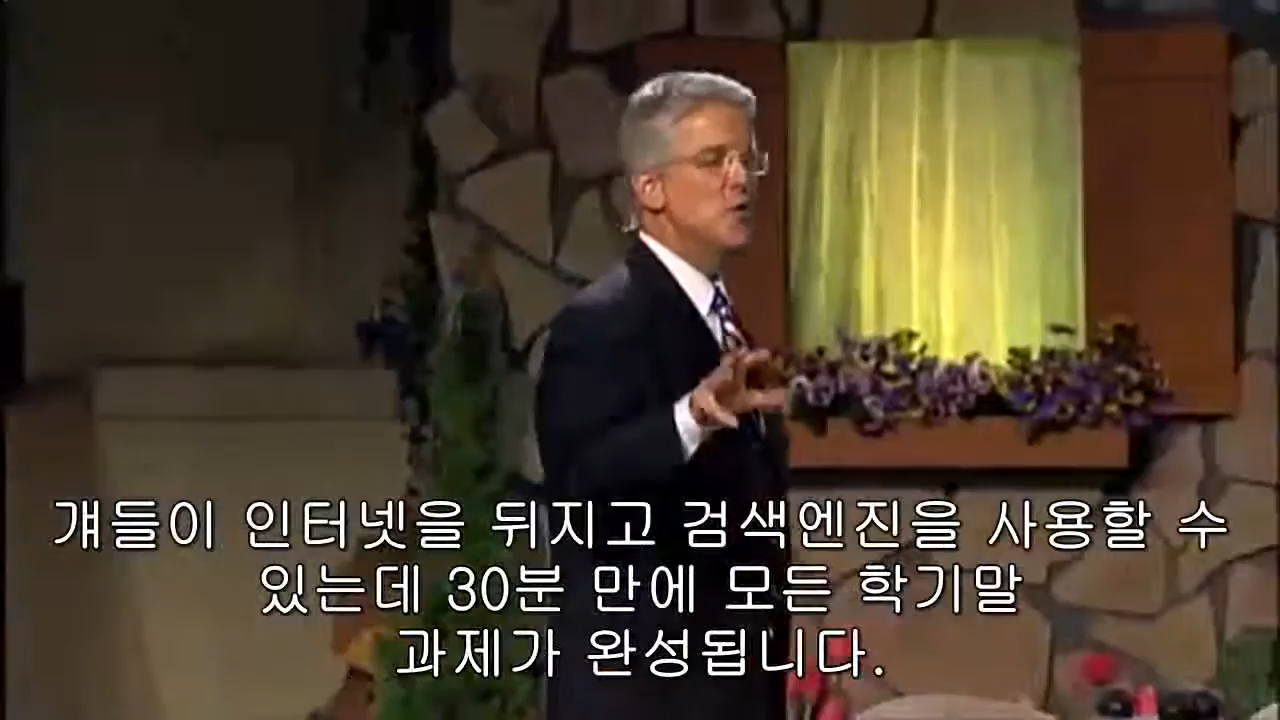 걔들이 인터넷을 뒤지고 검색엔진을 사용할 수
있는데 30분 만에 모든 학기말
과제가 완성됩니다.